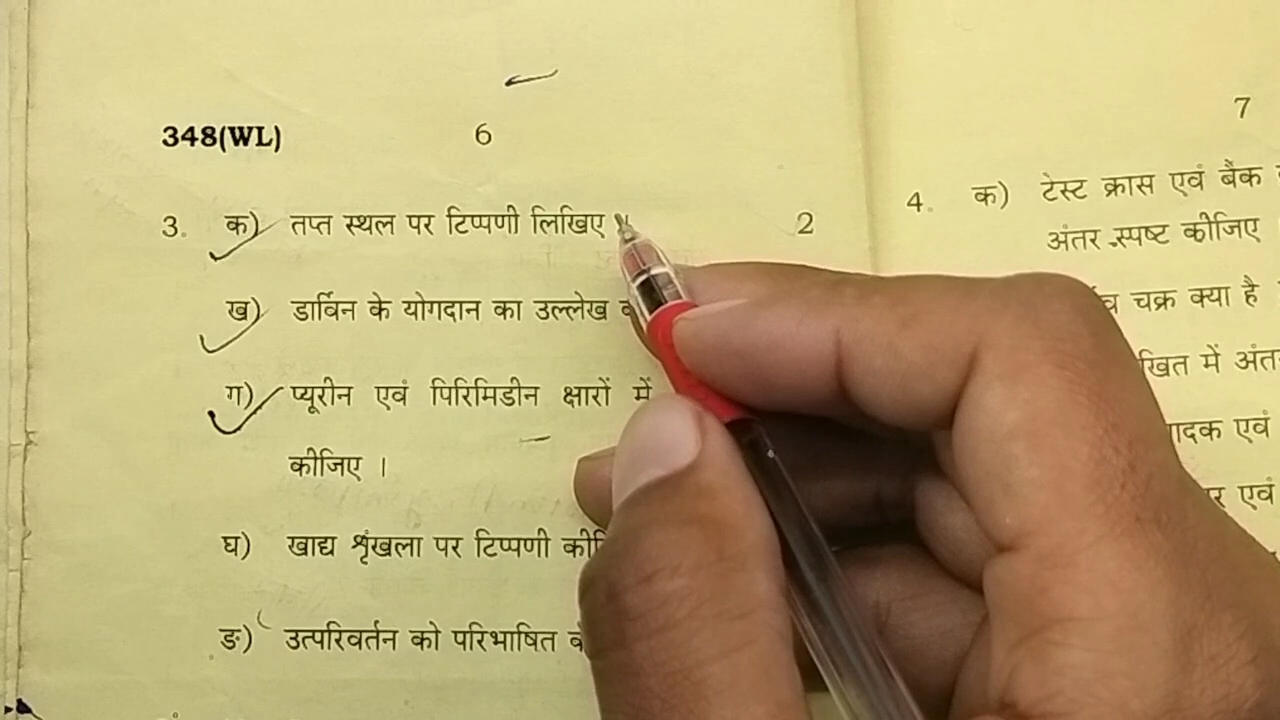 348(WL) 6
3. क) तप्त स्थल पर टिप्पणी लिखिए 2
ख) डार्विन के योगदान का उल्लेख
ग) प्यूरीन एवं पिरिमिडीन क्षारों में
कीजिए ।
घ) खाद्य शृंखला पर टिप्पणी
ङ) उत्परिवर्तन को परिभाषित
7
4. क) टेस्ट क्रास एवं बैक
अंतर स्पष्ट कीजिए
चक्र क्या है
में
एवं
एवं